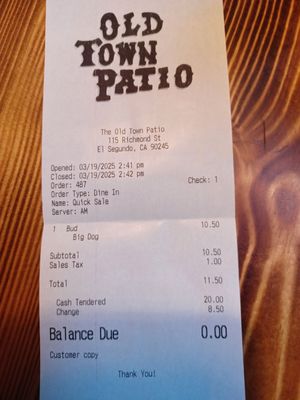 OLD
TOWN
PATIO
The Old Town Patio
115 Richmond St
El Segundo, CA 90245
Opened: 03/19/2025 2:41 pm
Closed: 03/19/2025 2:42 pm
Order: 487 Check: 1
Order Type: Dine In
Name: Quick Sale
Server: AM
1 Bud 10.50
Big Dog
Subtotal 10.50
Sales Tax 1.00
Total 11.50
Cash Tendered 20.00
Change 8.50
Balance Due 0.00
Customer copy
Thank You!